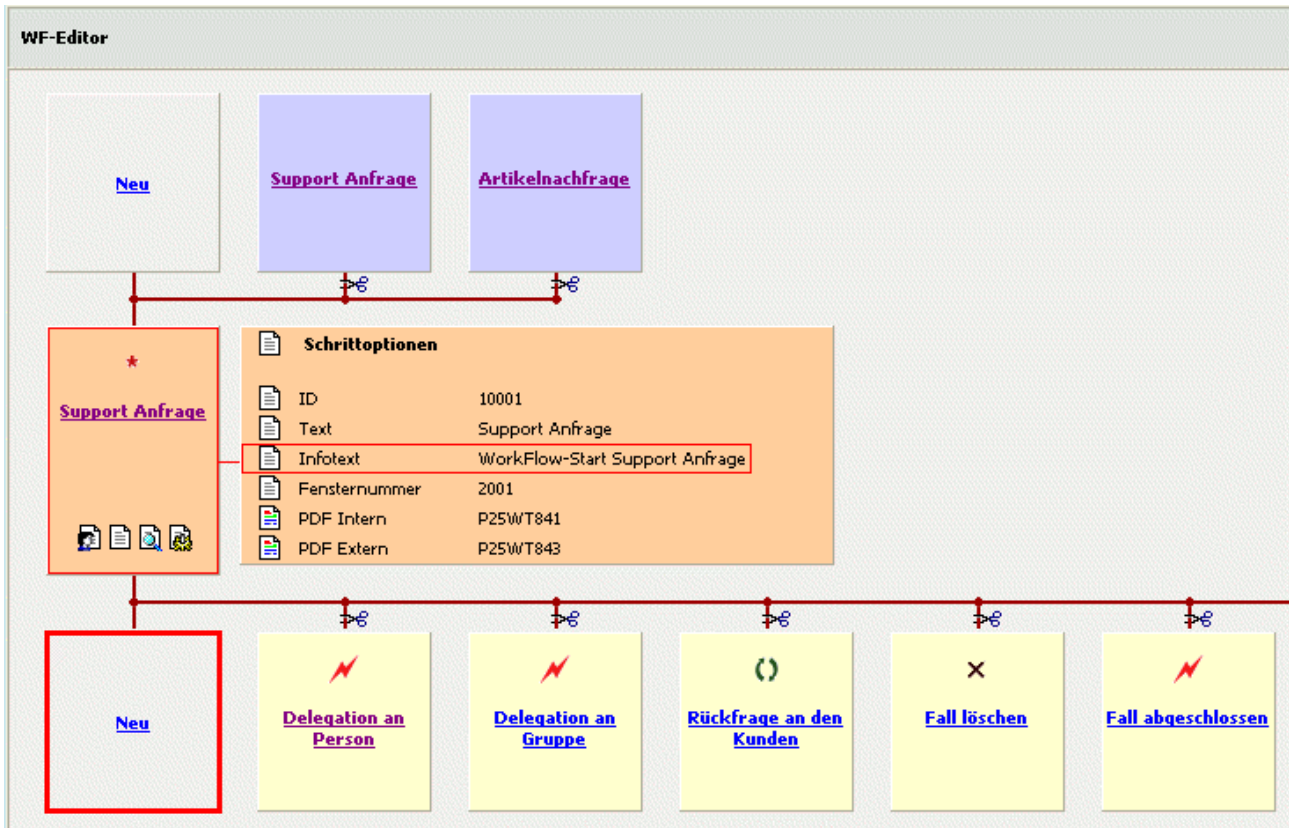 WF-Editor
Neu
Support Anfrage
Artikelnachfrage
*
Support Anfrage
Schrittoptionen
ID 10001
Text Support Anfrage
Infotext WorkFlow-Start Support Anfrage
Fensternummer 2001
PDF Intern P25WT841
PDF Extern P25WT843
Neu
Delegation an
Person
Delegation an
Gruppe
Rückfrage an den
Kunden
Fall löschen
Fall abgeschlossen